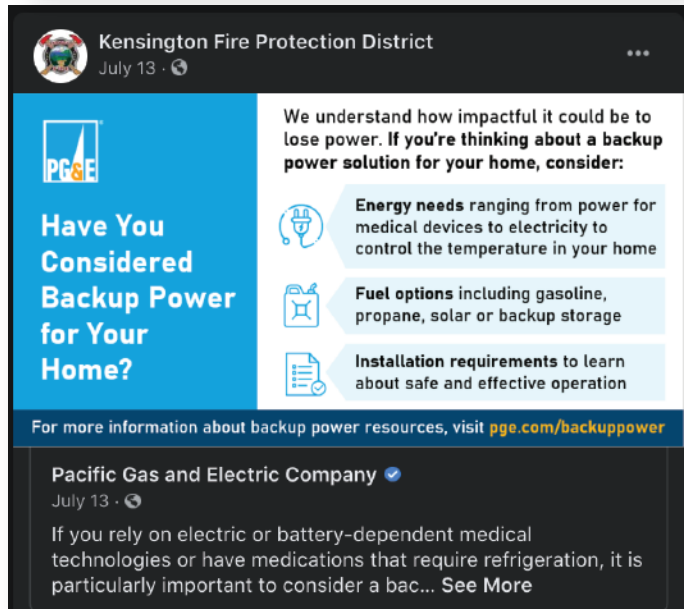 Kensington Fire Protection District
July 13 ·
PG&E
Have You
Considered
Backup Power
for Your
Home?
We understand how impactful it could be to
lose power. If you're thinking about a backup
power solution for your home, consider:
Energy needs ranging from power for
medical devices to electricity to
control the temperature in your home
Fuel options including gasoline,
propane, solar or backup storage
Installation requirements to learn
about safe and effective operation
For more information about backup power resources, visit pge.com/backuppower
Pacific Gas and Electric Company
July 13 ·
If you rely on electric or battery-dependent medical
technologies or have medications that require refrigeration, it is
particularly important to consider a bac... See More